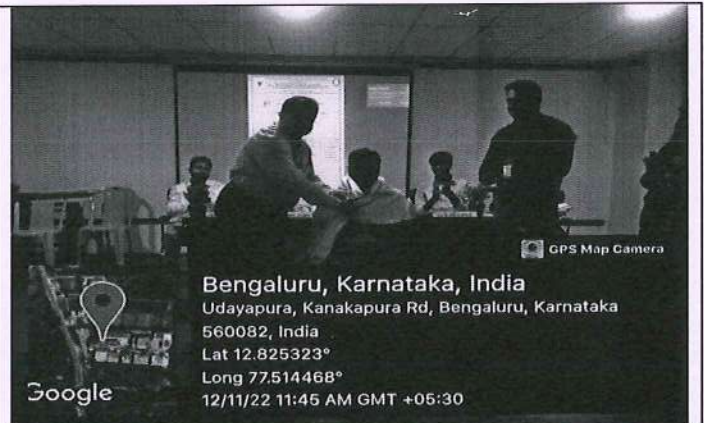 GPS Map Camera
Bengaluru, Karnataka, India
Udayapura, Kanakapura Rd, Bengaluru, Karnataka
560082, India
Lat 12.825323°
Long 77.514468°
12/11/22 11:45 AM GMT +05:30
Google